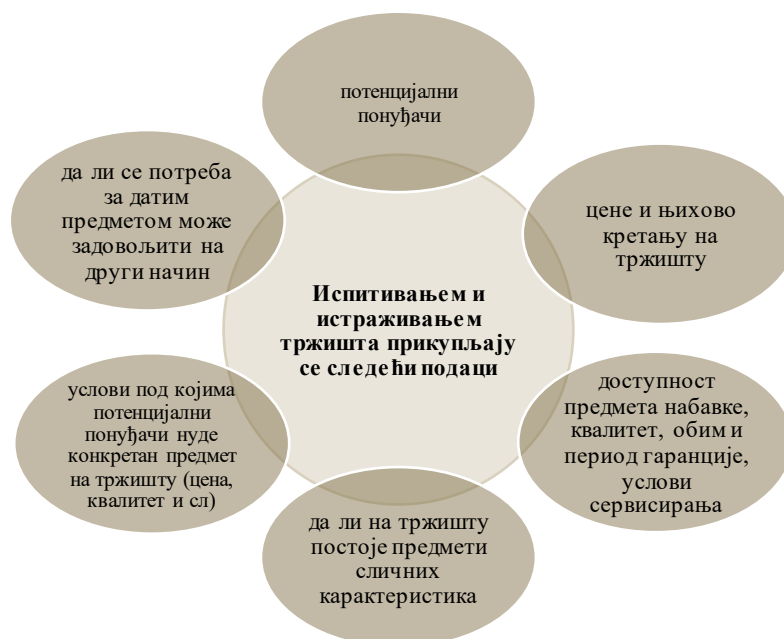 потенцијални
понуђачи
цене и њихово
кретању на
тржишту
доступност
предмета набавке,
квалитет, обим и
период гаранције,
услови
сервисирања
да ли на тржишту
постоје предмети
сличних
карактеристика
услови под којима
потенцијални
понуђачи нуде
конкретан предмет
на тржишту (цена,
квалитет и сл)
да ли се потреба
за датим
предметом може
задовољити на
други начин
Испитивањем и
истраживањем
тржишта прикупљају
се следећи подаци